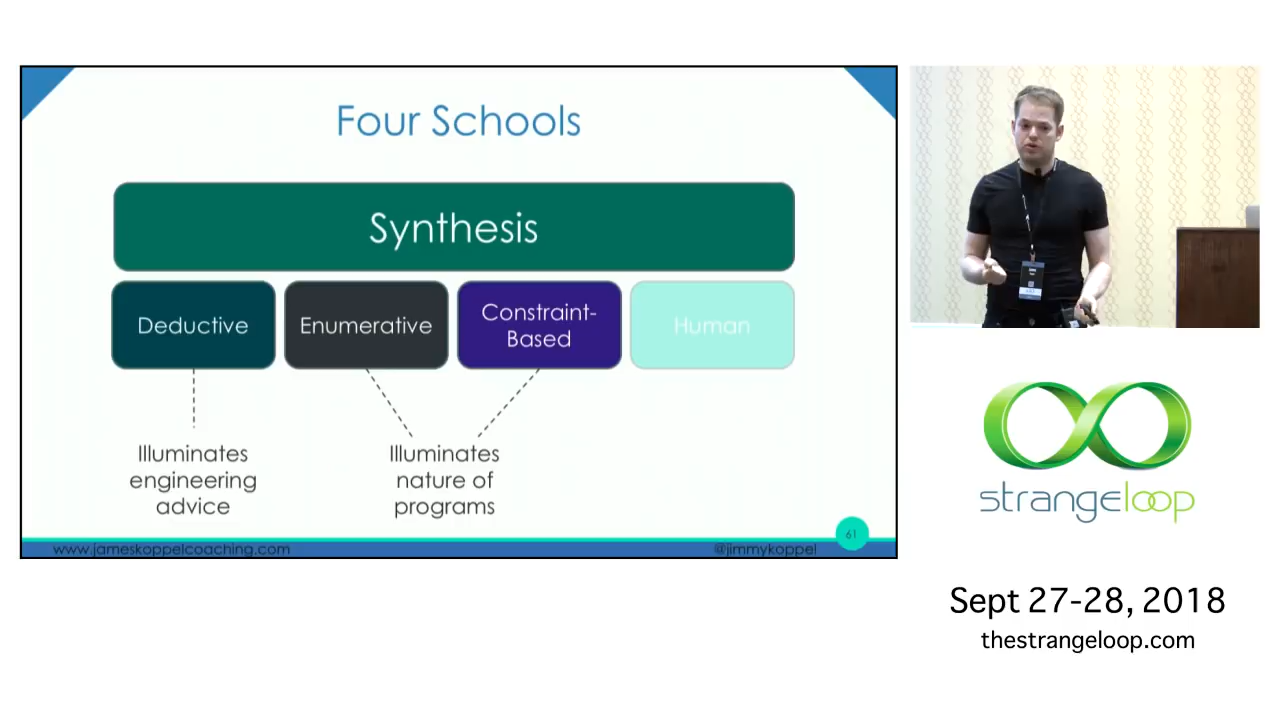 Four Schools
Synthesis
Deductive
Enumerative
Constraint-
Based
Human
Illuminates
engineering
advice
Illuminates
nature of
programs
www.jameskoppelcoaching.com
@jimmykoppel
61
strangeloop
Sept 27-28, 2018
thestrangeloop.com